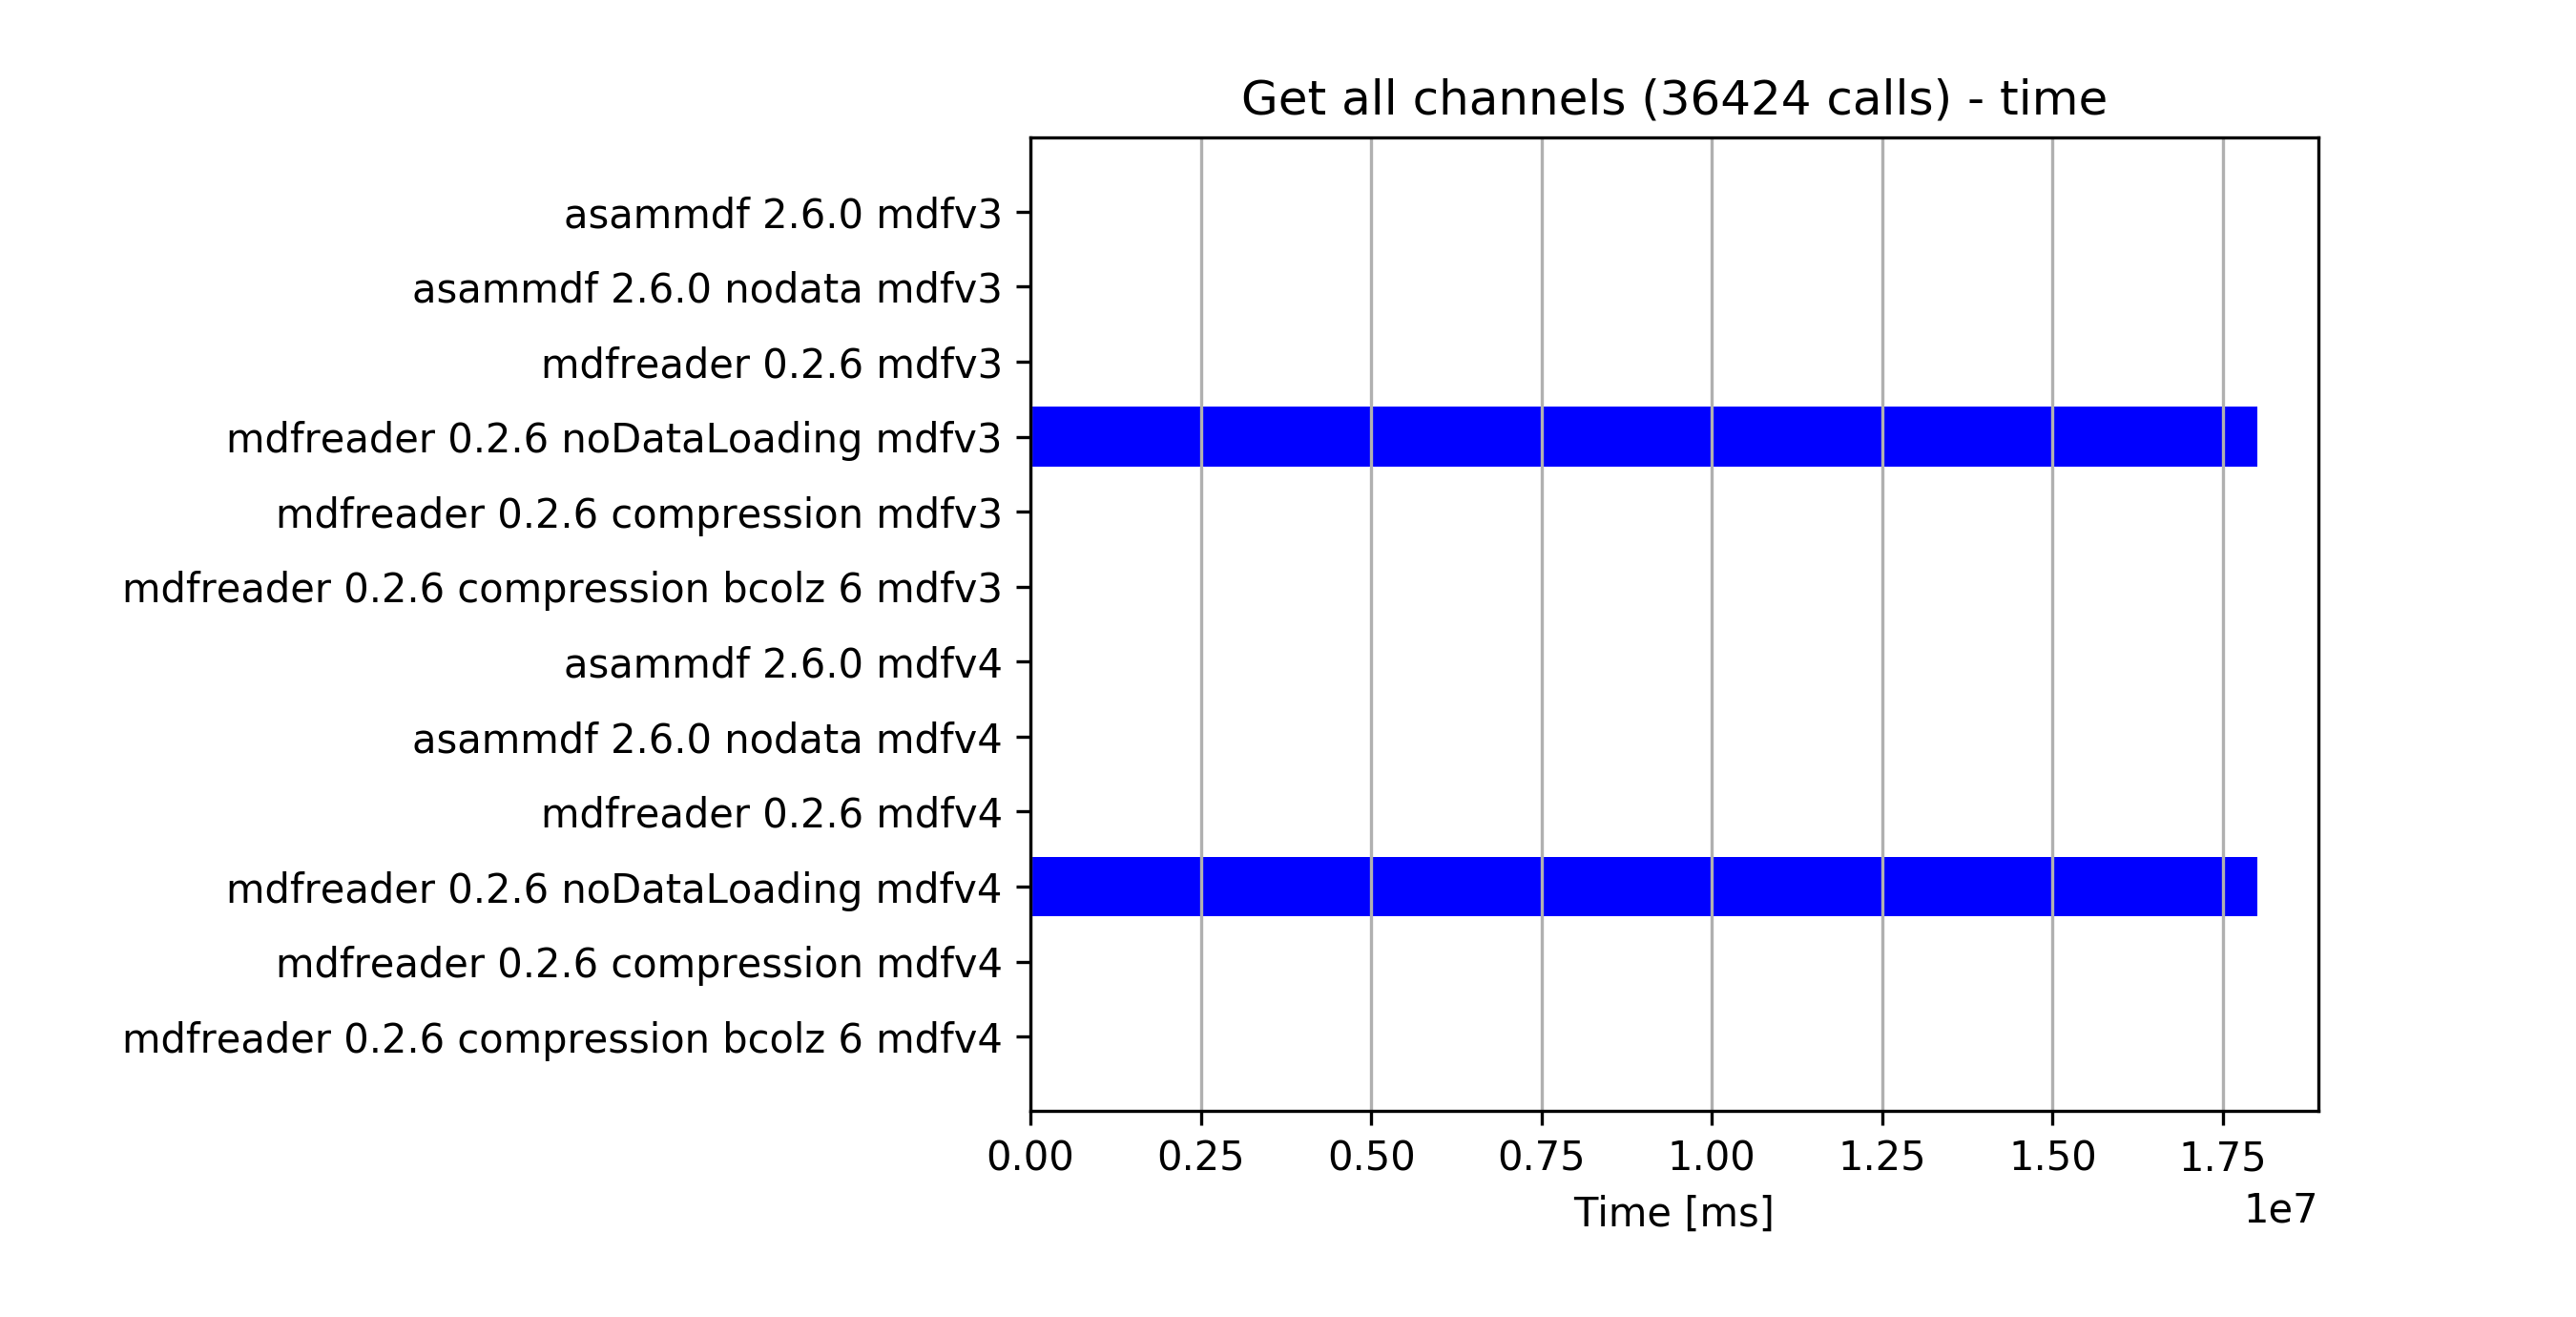 Get all channels (36424 calls) - time
asammdf 2.6.0 mdfv3
asammdf 2.6.0 nodata mdfv3
mdfreader 0.2.6 mdfv3
mdfreader 0.2.6 noDataLoading mdfv3
mdfreader 0.2.6 compression mdfv3
mdfreader 0.2.6 compression bcolz 6 mdfv3
asammdf 2.6.0 mdfv4
asammdf 2.6.0 nodata mdfv4
mdfreader 0.2.6 mdfv4
mdfreader 0.2.6 noDataLoading mdfv4
mdfreader 0.2.6 compression mdfv4
mdfreader 0.2.6 compression bcolz 6 mdfv4
0.00 0.25 0.50 0.75 1.00 1.25 1.50 1.75
1e7
Time [ms]